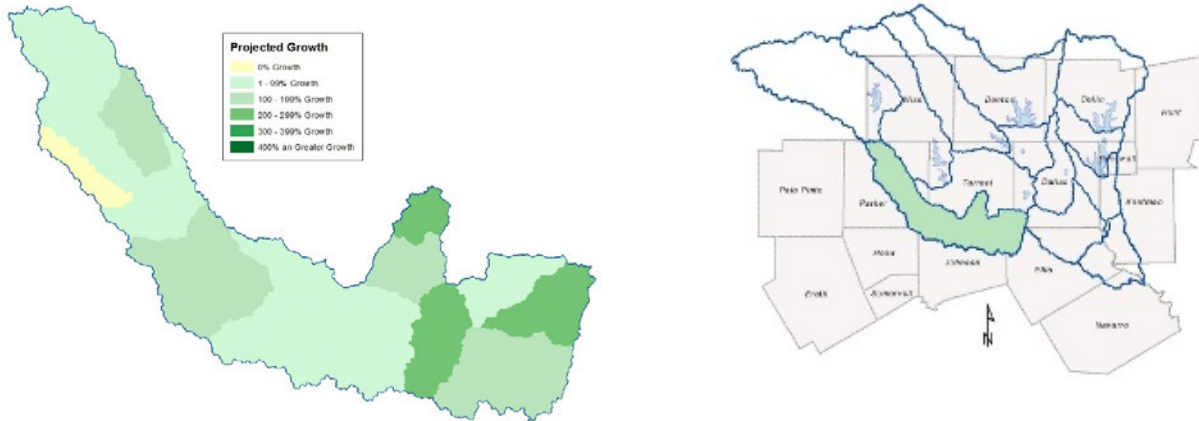 Projected Growth
0% Growth
1 - 99% Growth
100 - 199% Growth
200 - 299% Growth
300 - 399% Growth
400% an Greater Growth
Wise
Denton
Collin
Hunt
Palo Pinto
Parker
Tarrant
Dallas
Kaufman
Hood
Johnson
Ellis
Erath
Somervell
Navarro